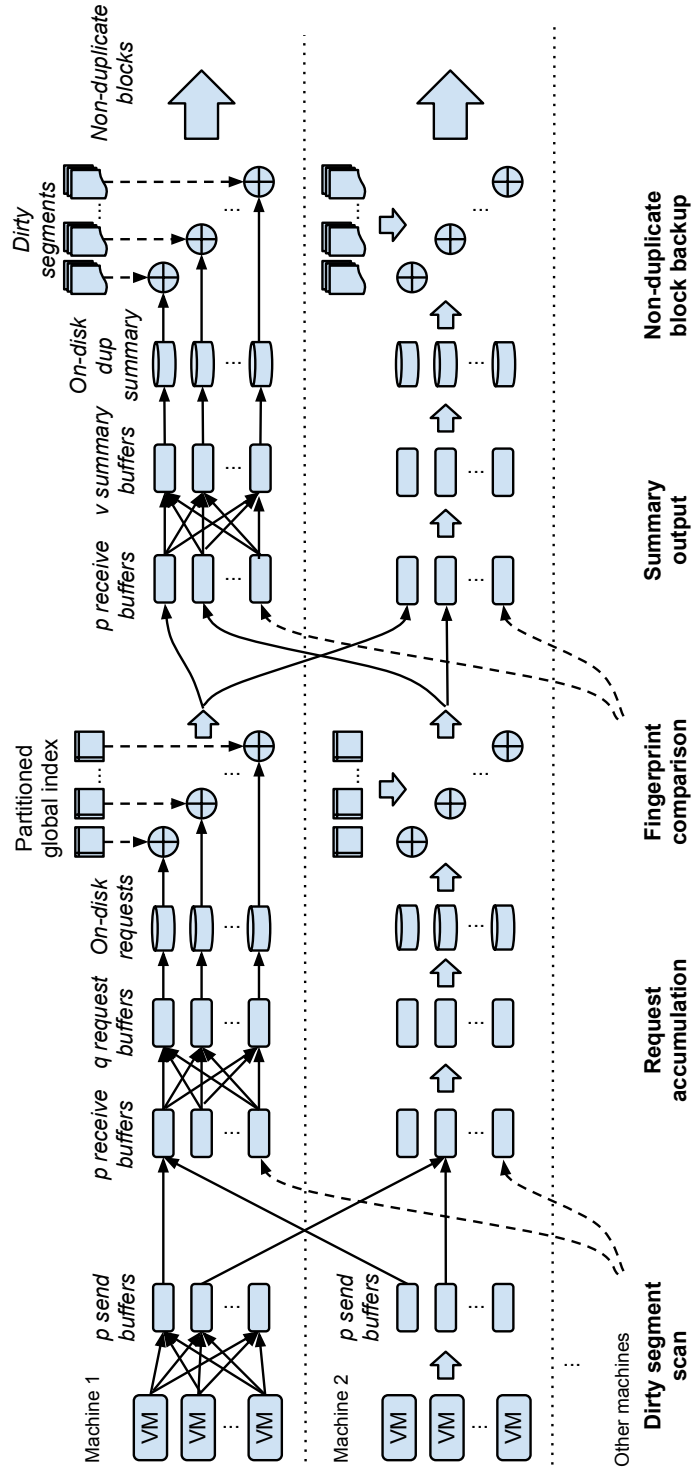 Machine 1
VM
VM
...
VM
p send
buffers
...
p receive
buffers
...
q request
buffers
...
On-disk
requests
...
Partitioned
global index
...
...
p receive
buffers
...
v summary
buffers
...
On-disk
dup
summary
...
Dirty
segments
...
...
Non-duplicate
blocks
Machine 2
VM
VM
...
VM
p send
buffers
...
...
...
...
...
...
...
...
...
...
...
...
Other machines
Dirty segment
scan
Request
accumulation
Fingerprint
comparison
Summary
output
Non-duplicate
block backup